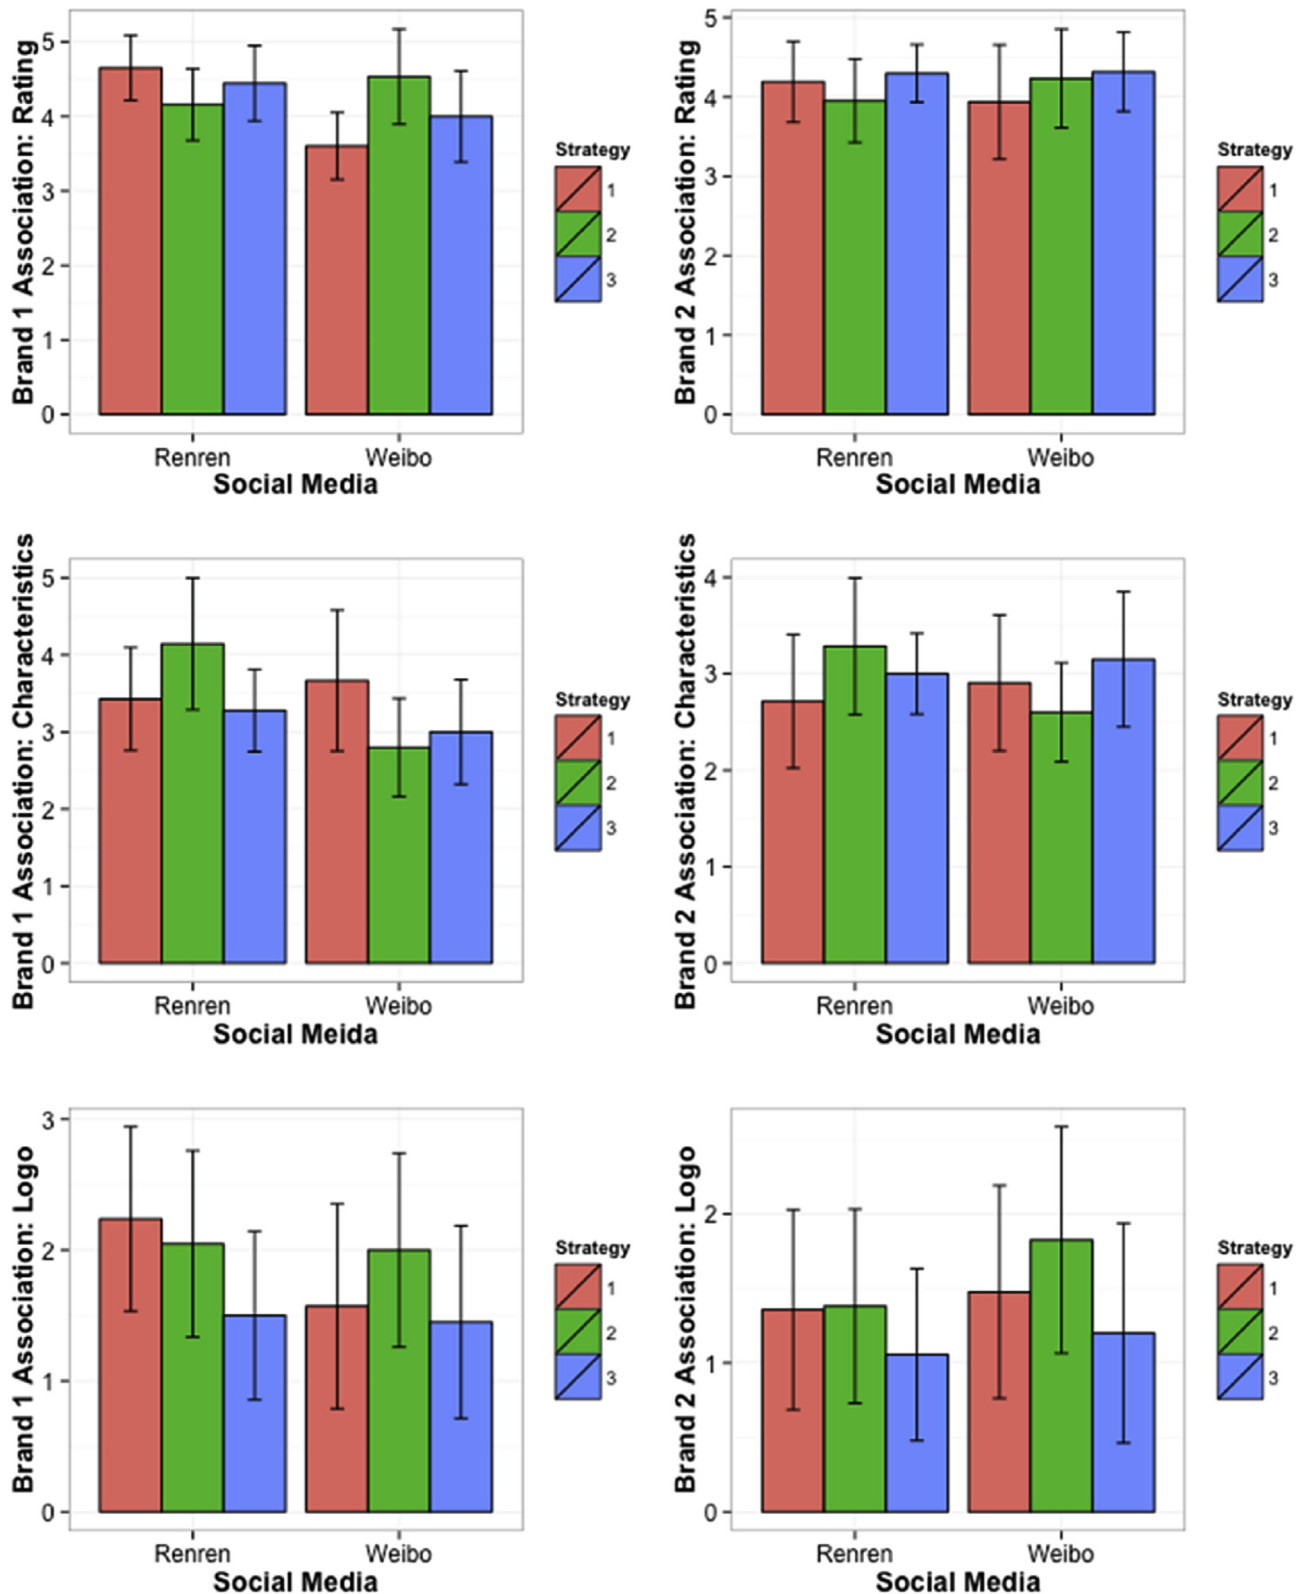 Brand 1 Association: Rating
5
4
3
2
1
0
Renren Weibo
Social Media
Strategy
1
2
3
Brand 2 Association: Rating
5
4
3
2
1
0
Renren Weibo
Social Media
Strategy
1
2
3
Brand 1 Association: Characteristics
5
4
3
2
1
0
Renren Weibo
Social Meida
Strategy
1
2
3
Brand 2 Association: Characteristics
4
3
2
1
0
Renren Weibo
Social Media
Strategy
1
2
3
Brand 1 Association: Logo
3
2
1
0
Renren Weibo
Social Media
Strategy
1
2
3
Brand 2 Association: Logo
2
1
0
Renren Weibo
Social Media
Strategy
1
2
3